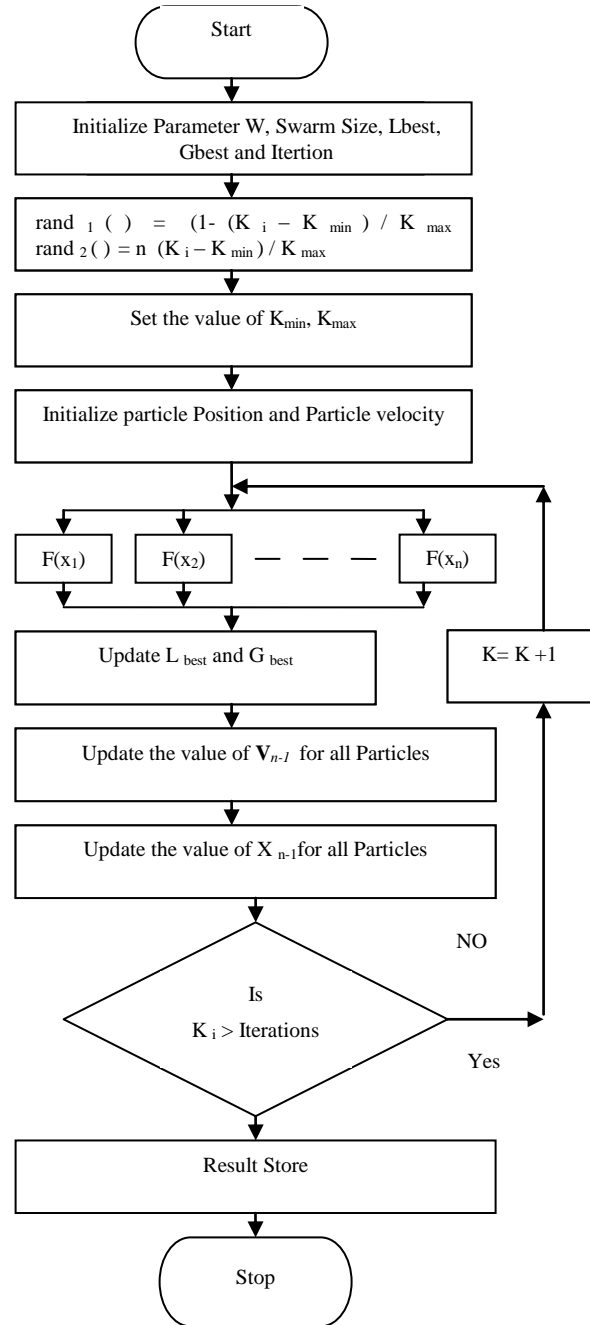 Start
Initialize Parameter W, Swarm Size, Lbest,
Gbest and Itertion
rand 1 ( ) = (1- (K i – K min ) / K max
rand 2 ( ) = n (K i – K min ) / K max
Set the value of Kmin, Kmax
Initialize particle Position and Particle velocity
F(x1) F(x2) — — — F(xn)
Update L best and G best
K= K +1
Update the value of Vn-1 for all Particles
Update the value of X n-1for all Particles
NO
Is
K i > Iterations
Yes
Result Store
Stop